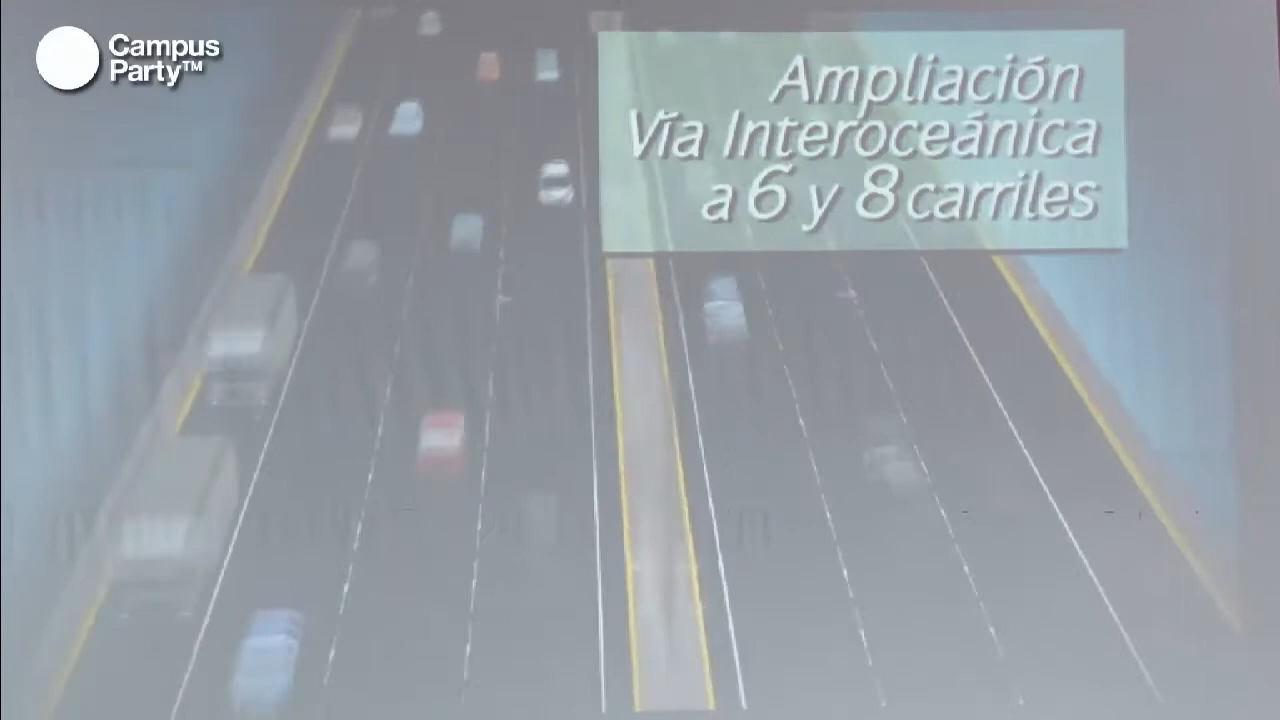 Campus
Party™
Ampliación
Vía Interoceánica
a 6 y 8 carriles